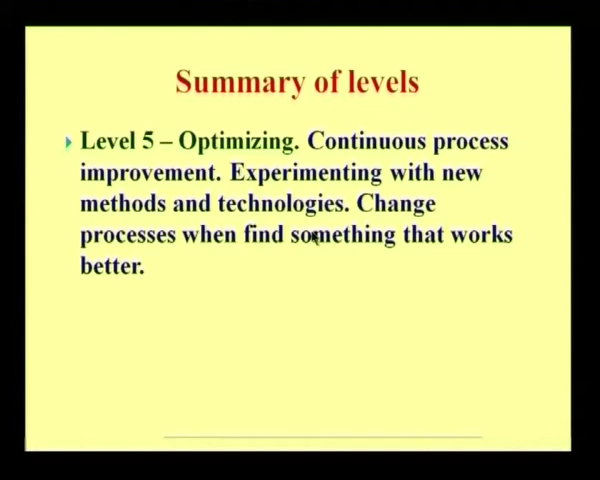 Summary of levels
Level 5 – Optimizing. Continuous process
improvement. Experimenting with new
methods and technologies. Change
processes when find something that works
better.